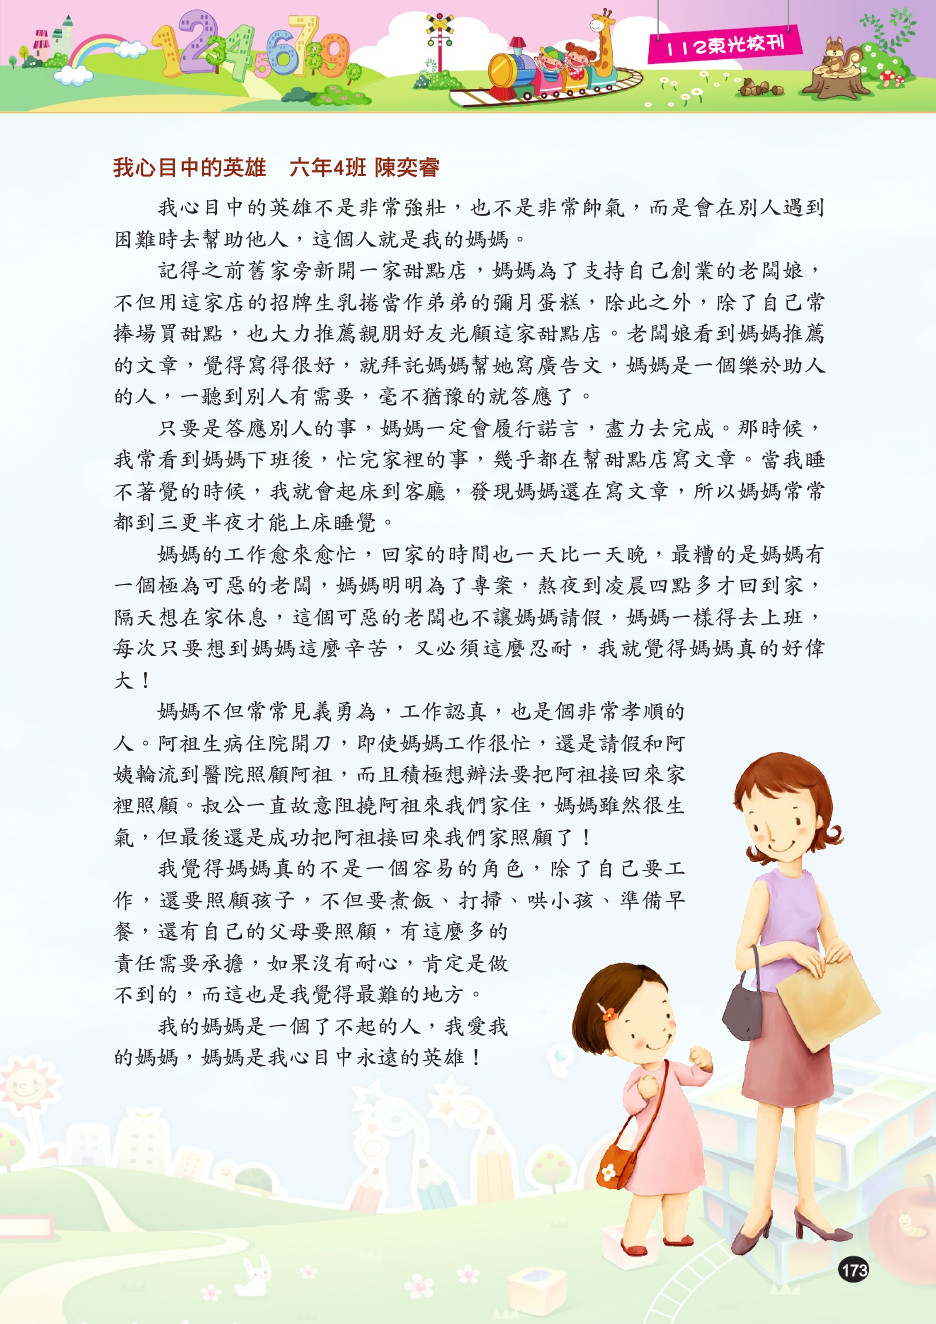 112東光校刊
我心目中的英雄　六年4班 陳奕睿
我心目中的英雄不是非常強壯，也不是非常帥氣，而是會在別人遇到
困難時去幫助他人，這個人就是我的媽媽。
記得之前舊家旁新開一家甜點店，媽媽為了支持自己創業的老闆娘，
不但用這家店的招牌生乳捲當作弟弟的彌月蛋糕，除此之外，除了自己常
捧場買甜點，也大力推薦親朋好友光顧這家甜點店。老闆娘看到媽媽推薦
的文章，覺得寫得很好，就拜託媽媽幫她寫廣告文，媽媽是一個樂於助人
的人，一聽到別人有需要，毫不猶豫的就答應了。
只要是答應別人的事，媽媽一定會履行諾言，盡力去完成。那時候，
我常看到媽媽下班後，忙完家裡的事，幾乎都在幫甜點店寫文章。當我睡
不著覺的時候，我就會起床到客廳，發現媽媽還在寫文章，所以媽媽常常
都到三更半夜才能上床睡覺。
媽媽的工作愈來愈忙，回家的時間也一天比一天晚，最糟的是媽媽有
一個極為可惡的老闆，媽媽明明為了專案，熬夜到凌晨四點多才回到家，
隔天想在家休息，這個可惡的老闆也不讓媽媽請假，媽媽一樣得去上班，
每次只要想到媽媽這麼辛苦，又必須這麼忍耐，我就覺得媽媽真的好偉
大！
媽媽不但常常見義勇為，工作認真，也是個非常孝順的
人。阿祖生病住院開刀，即使媽媽工作很忙，還是請假和阿
姨輪流到醫院照顧阿祖，而且積極想辦法要把阿祖接回來家
裡照顧。叔公一直故意阻撓阿祖來我們家住，媽媽雖然很生
氣，但最後還是成功把阿祖接回來我們家照顧了！
我覺得媽媽真的不是一個容易的角色，除了自己要工
作，還要照顧孩子，不但要煮飯、打掃、哄小孩、準備早
餐，還有自己的父母要照顧，有這麼多的
責任需要承擔，如果沒有耐心，肯定是做
不到的，而這也是我覺得最難的地方。
我的媽媽是一個了不起的人，我愛我
的媽媽，媽媽是我心目中永遠的英雄！
173